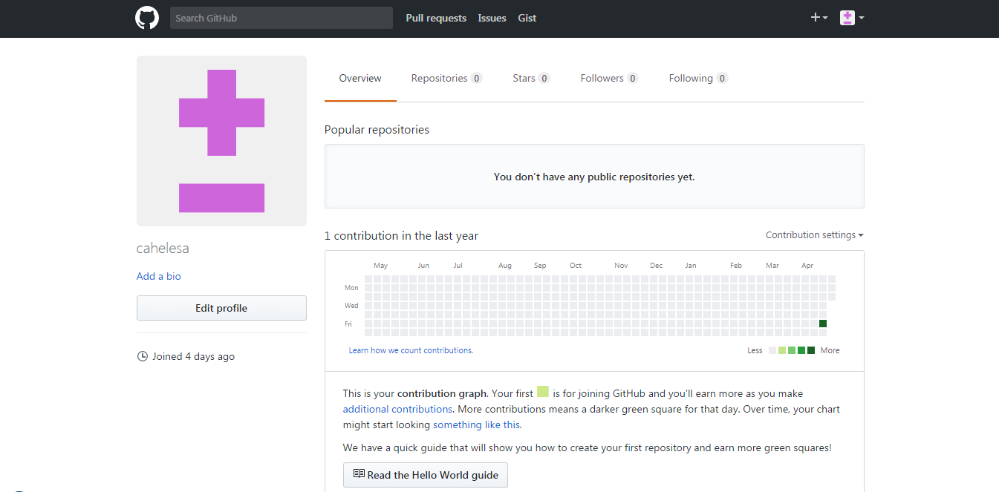 Search GitHub Pull requests Issues Gist
Overview Repositories 0 Stars 0 Followers 0 Following 0
Popular repositories
You don’t have any public repositories yet.
cahelesa
Add a bio
Edit profile
Joined 4 days ago
1 contribution in the last year Contribution settings
May Jun Jul Aug Sep Oct Nov Dec Jan Feb Mar Apr
Mon
Wed
Fri
Learn how we count contributions. Less More
This is your contribution graph. Your first is for joining GitHub and you'll earn more as you make
additional contributions. More contributions means a darker green square for that day. Over time, your chart
might start looking something like this.
We have a quick guide that will show you how to create your first repository and earn more green squares!
Read the Hello World guide